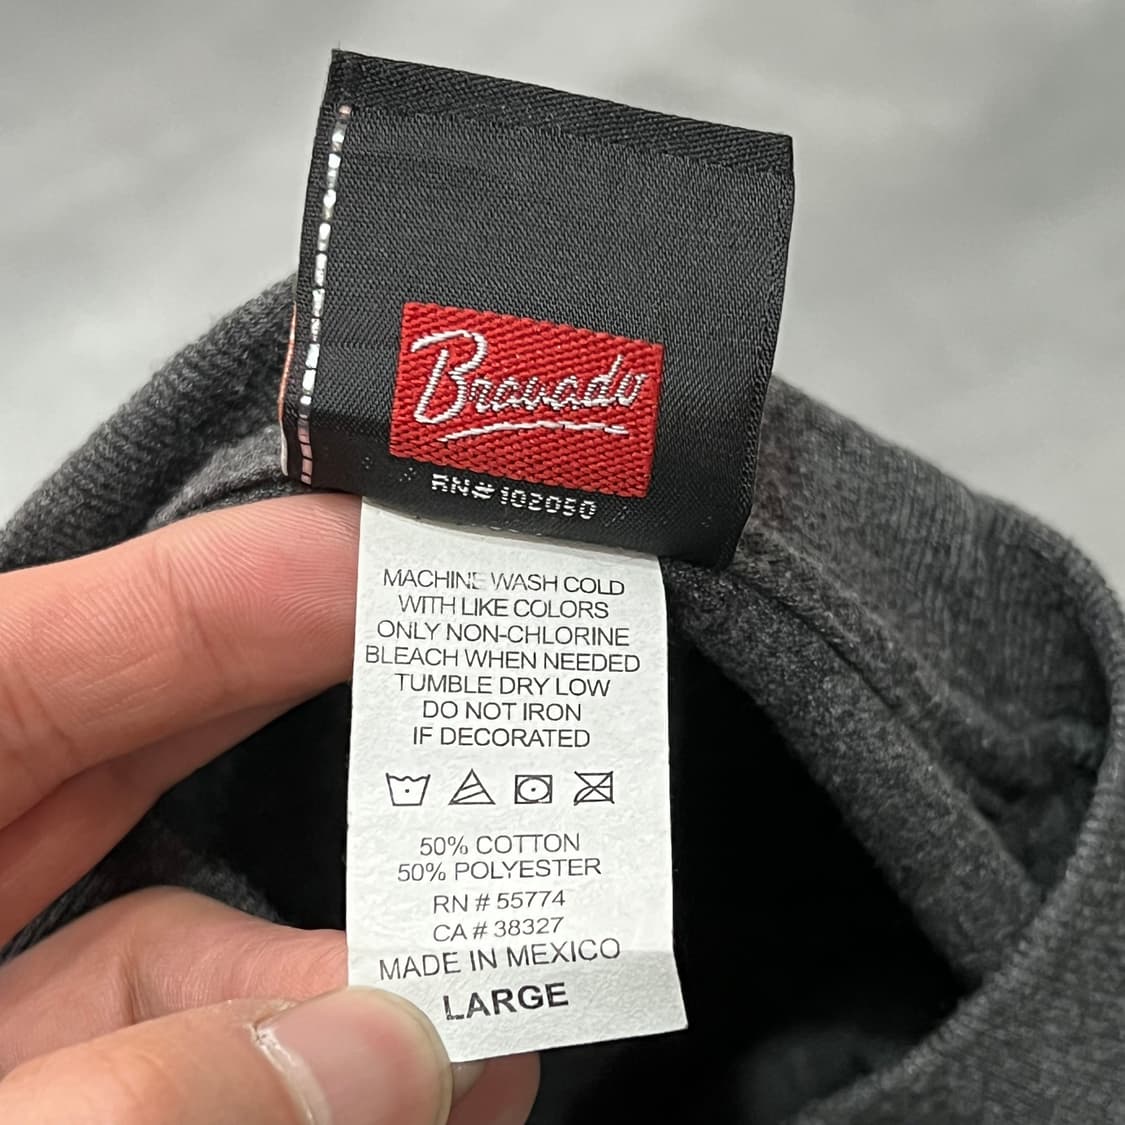 Bravado
RN#102050
MACHINE WASH COLD
WITH LIKE COLORS
ONLY NON-CHLORINE
BLEACH WHEN NEEDED
TUMBLE DRY LOW
DO NOT IRON
IF DECORATED
50% COTTON
50% POLYESTER
RN # 55774
CA # 38327
MADE IN MEXICO
LARGE